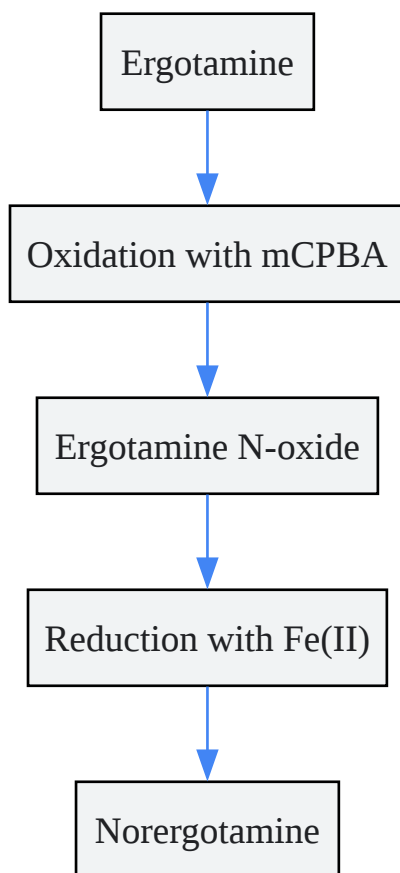 Ergotamine
Oxidation with mCPBA
Ergotamine N-oxide
Reduction with Fe(II)
Norergotamine